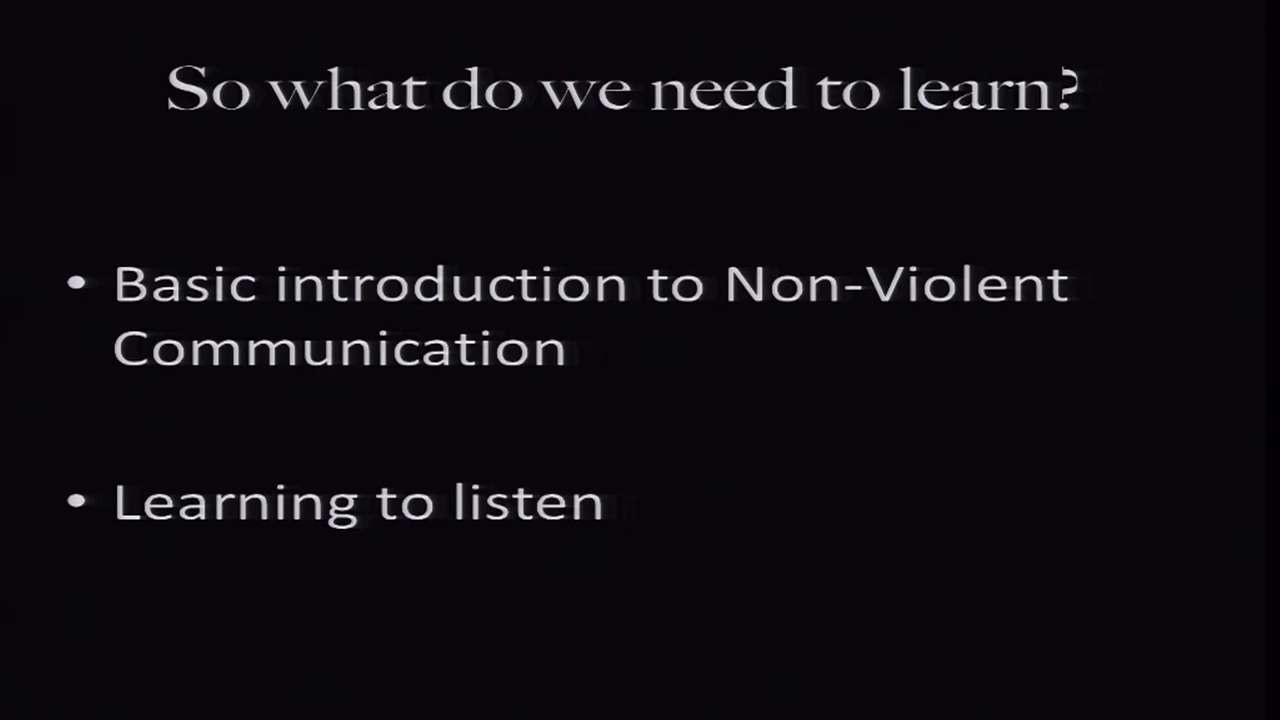 So what do we need to learn?
• Basic introduction to Non-Violent
Communication
• Learning to listen